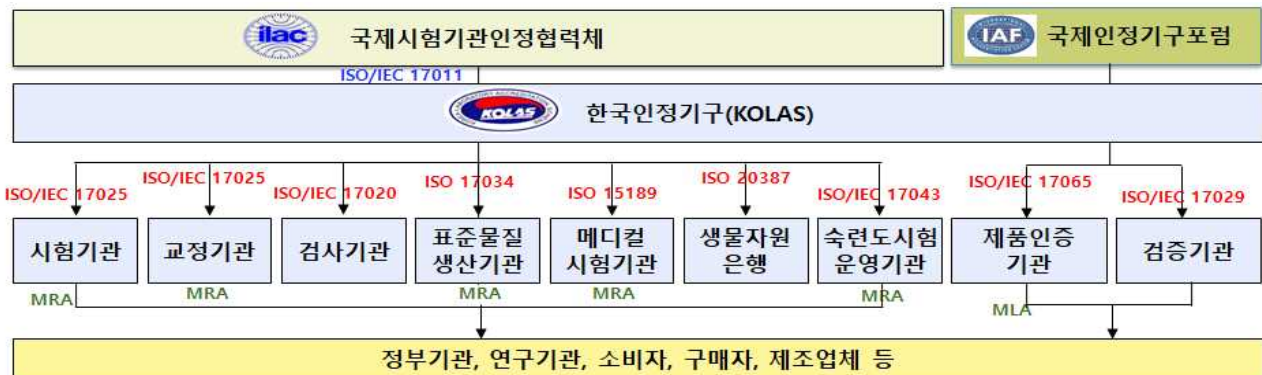 ilac 국제시험기관인정협력체
IAF 국제인정기구포럼
ISO/IEC 17011
KOLAS 한국인정기구(KOLAS)
ISO/IEC 17025
ISO/IEC 17025
ISO/IEC 17020
ISO 17034
ISO 15189
ISO 20387
ISO/IEC 17043
ISO/IEC 17065
ISO/IEC 17029
시험기관
교정기관
검사기관
표준물질
생산기관
메디컬
시험기관
생물자원
은행
숙련도시험
운영기관
제품인증
기관
검증기관
MRA
MRA
MRA
MRA
MRA
MLA
정부기관, 연구기관, 소비자, 구매자, 제조업체 등